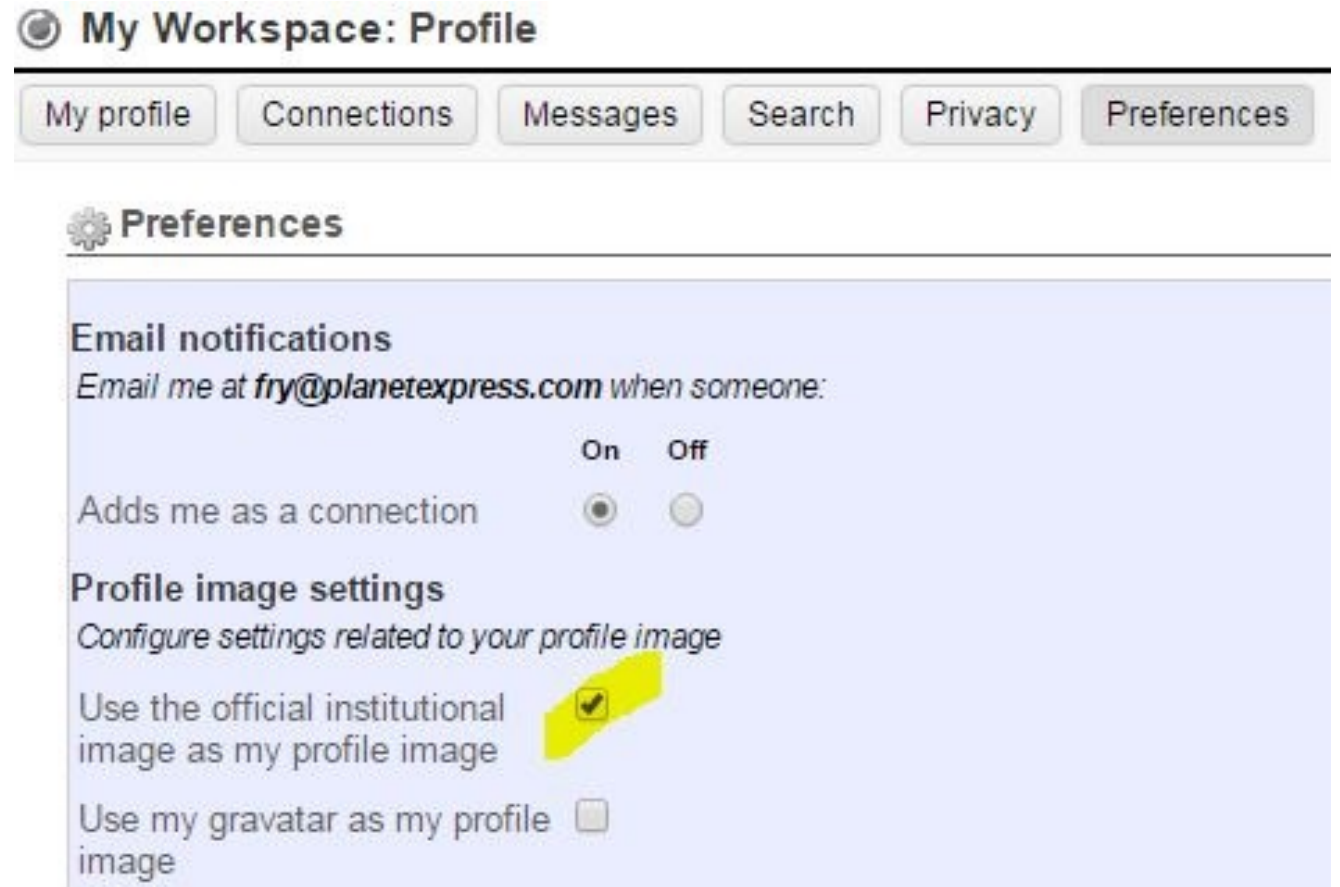 My Workspace: Profile
My profile Connections Messages Search Privacy Preferences
Preferences
Email notifications
Email me at fry@planetexpress.com when someone:
On Off
Adds me as a connection
Profile image settings
Configure settings related to your profile image
Use the official institutional
image as my profile image
Use my gravatar as my profile
image